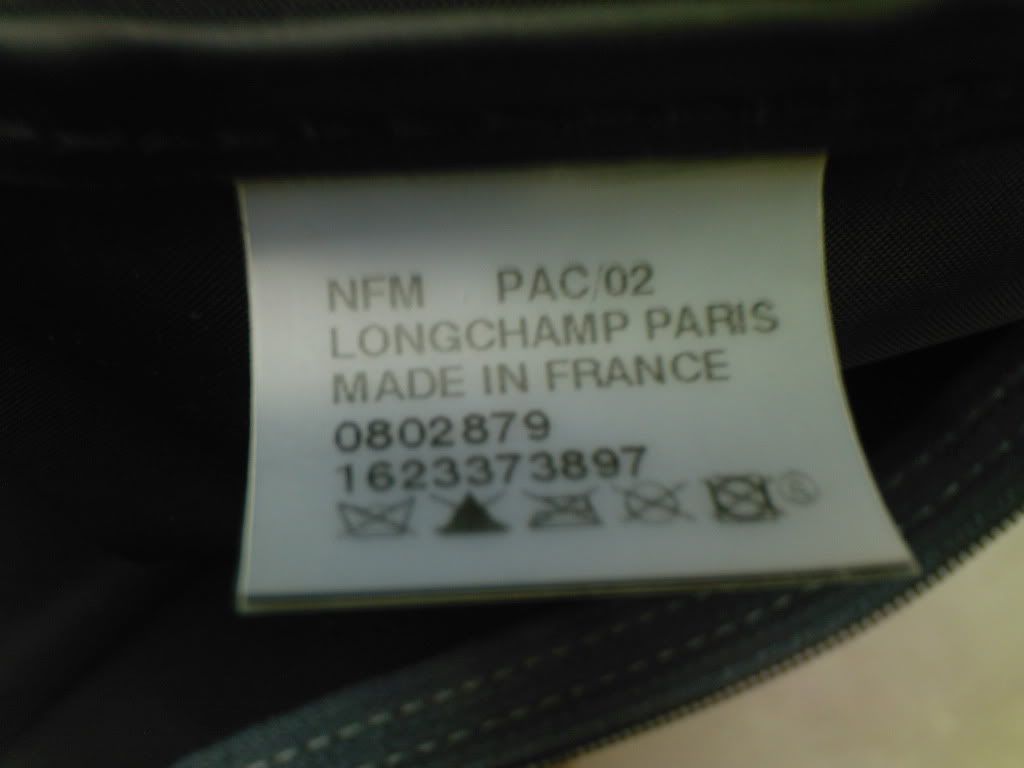 NFM PAC/02
LONGCHAMP PARIS
MADE IN FRANCE
0802879
1623373897